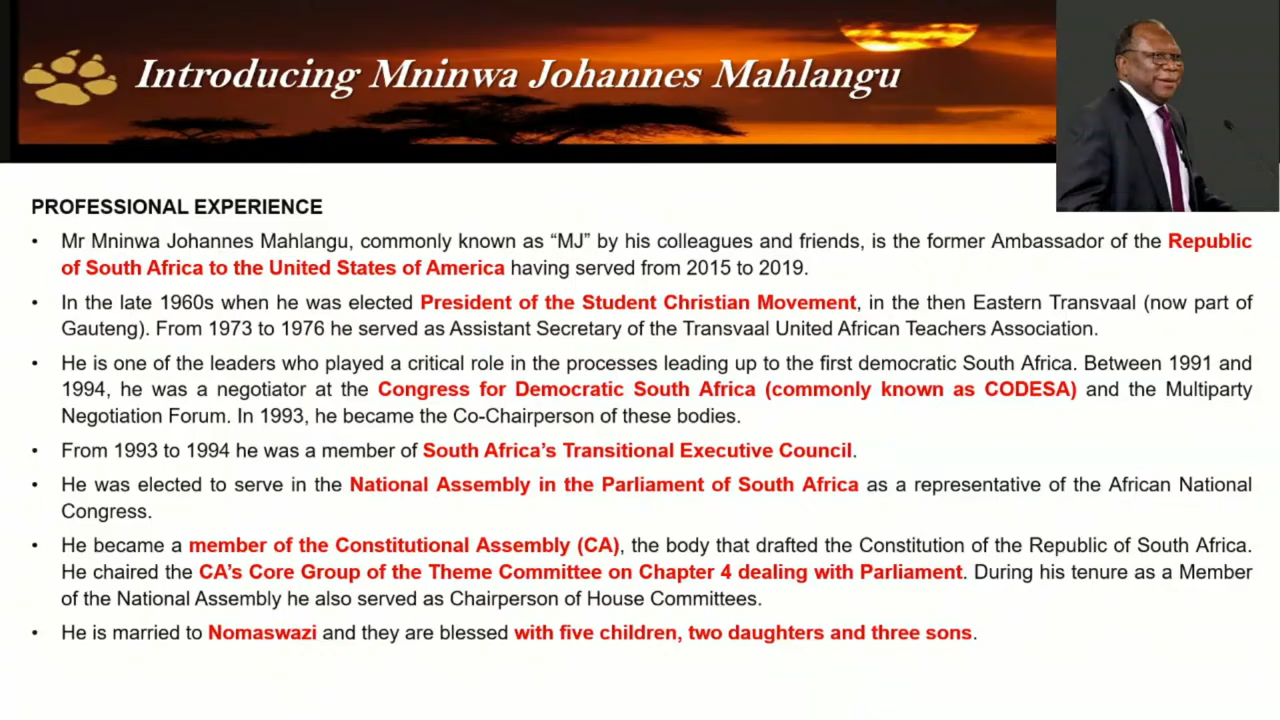 Introducing Mninwa Johannes Mahlangu
PROFESSIONAL EXPERIENCE
• Mr Mninwa Johannes Mahlangu, commonly known as “MJ” by his colleagues and friends, is the former Ambassador of the Republic
of South Africa to the United States of America having served from 2015 to 2019.
• In the late 1960s when he was elected President of the Student Christian Movement, in the then Eastern Transvaal (now part of
Gauteng). From 1973 to 1976 he served as Assistant Secretary of the Transvaal United African Teachers Association.
• He is one of the leaders who played a critical role in the processes leading up to the first democratic South Africa. Between 1991 and
1994, he was a negotiator at the Congress for Democratic South Africa (commonly known as CODESA) and the Multiparty
Negotiation Forum. In 1993, he became the Co-Chairperson of these bodies.
• From 1993 to 1994 he was a member of South Africa’s Transitional Executive Council.
• He was elected to serve in the National Assembly in the Parliament of South Africa as a representative of the African National
Congress.
• He became a member of the Constitutional Assembly (CA), the body that drafted the Constitution of the Republic of South Africa.
He chaired the CA’s Core Group of the Theme Committee on Chapter 4 dealing with Parliament. During his tenure as a Member
of the National Assembly he also served as Chairperson of House Committees.
• He is married to Nomaswazi and they are blessed with five children, two daughters and three sons.